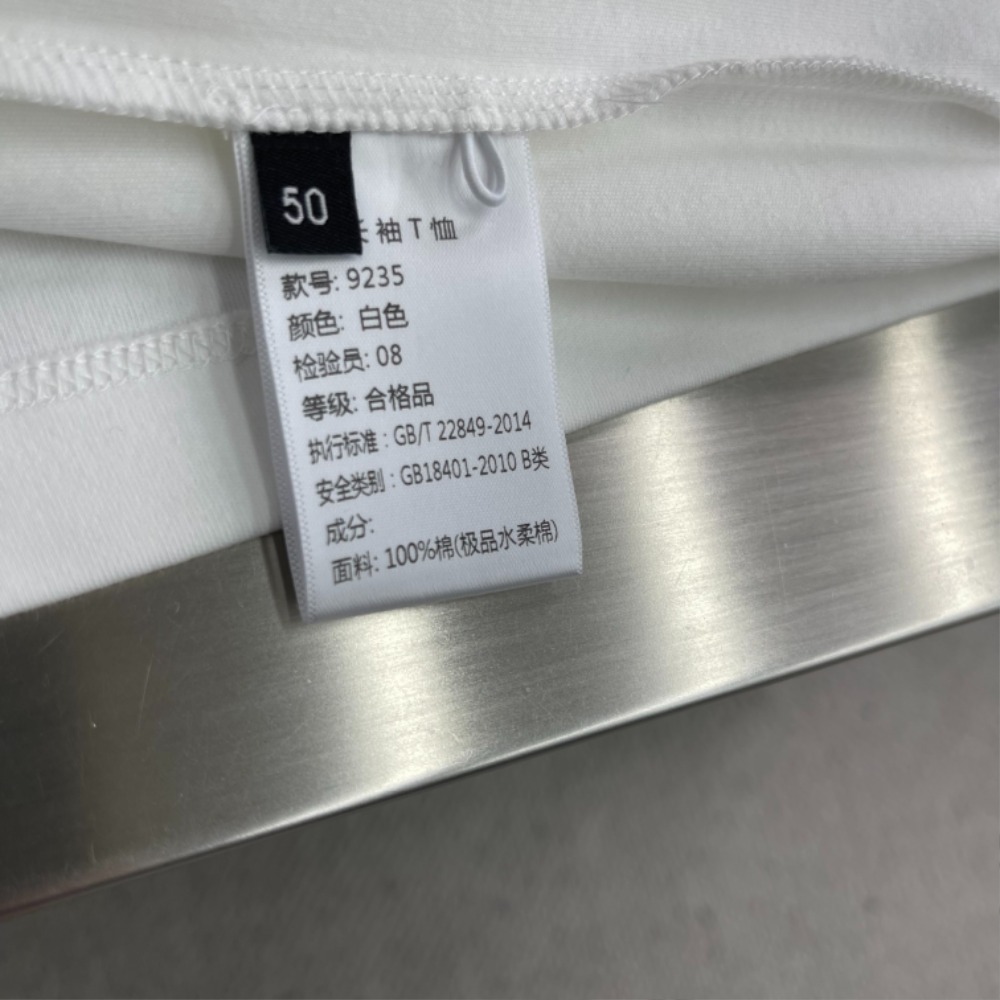 50
袖T恤
款号: 9235
颜色: 白色
检验员: 08
等级: 合格品
执行标准: GB/T 22849-2014
安全类别: GB18401-2010 B类
成分:
面料: 100%棉(极品水柔棉)